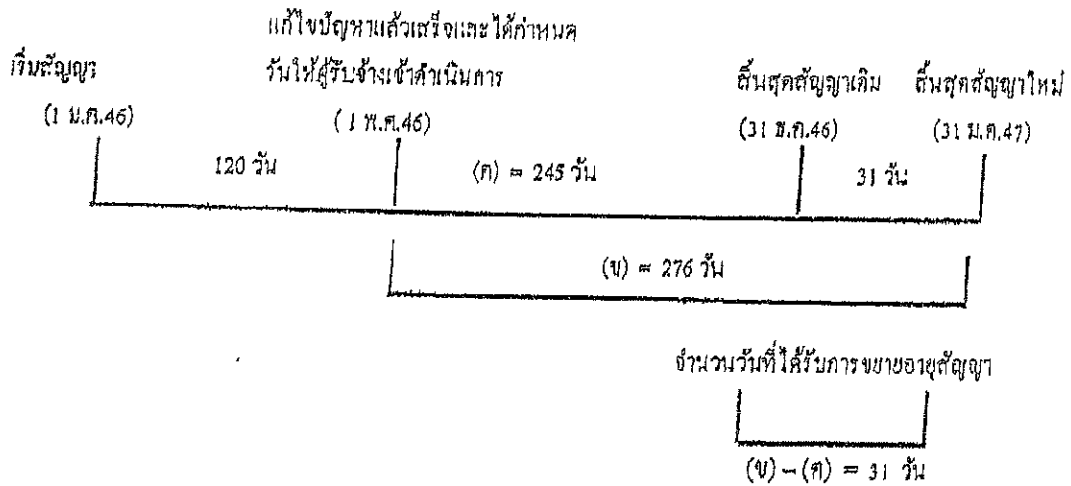 แก้ไขปัญหาแล้วเสร็จและได้กำหนด
เริ่มสัญญา
วันให้ผู้รับจ้างเข้าดำเนินการ
สิ้นสุดสัญญาเดิม
สิ้นสุดสัญญาใหม่
(1 ม.ค.46)
(1 พ.ค.46)
(31 ธ.ค.46)
(31 ม.ค.47)
120 วัน
(ค) = 245 วัน
31 วัน
(ข) = 276 วัน
จำนวนวันที่ได้รับการขยายอายุสัญญา
(ข) – (ค) = 31 วัน